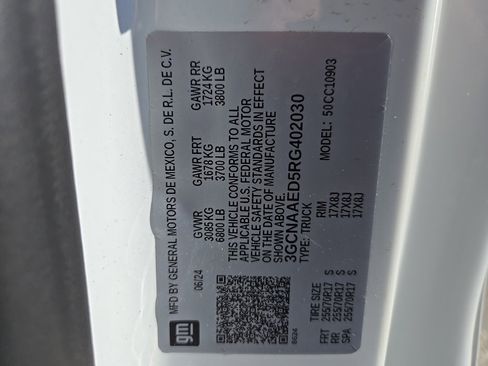 gm
MFD BY GENERAL MOTORS DE MEXICO, S. DE R.L. DE C.V.
06/24
GVWR GAWR FRT GAWR RR
3085KG 1678 KG 1724 KG
6800 LB 3700 LB 3800 LB
THIS VEHICLE CONFORMS TO ALL
APPLICABLE U.S. FEDERAL MOTOR
VEHICLE SAFETY STANDARDS IN EFFECT
ON THE DATE OF MANUFACTURE
SHOWN ABOVE.
3GCNAAED5RG402030
TYPE: TRUCK MODEL: 50CC10903
TIRE SIZE RIM
FRT 255/70R17 S 17X8J
RR 255/70R17 S 17X8J
SPA 255/70R17 S 17X8J